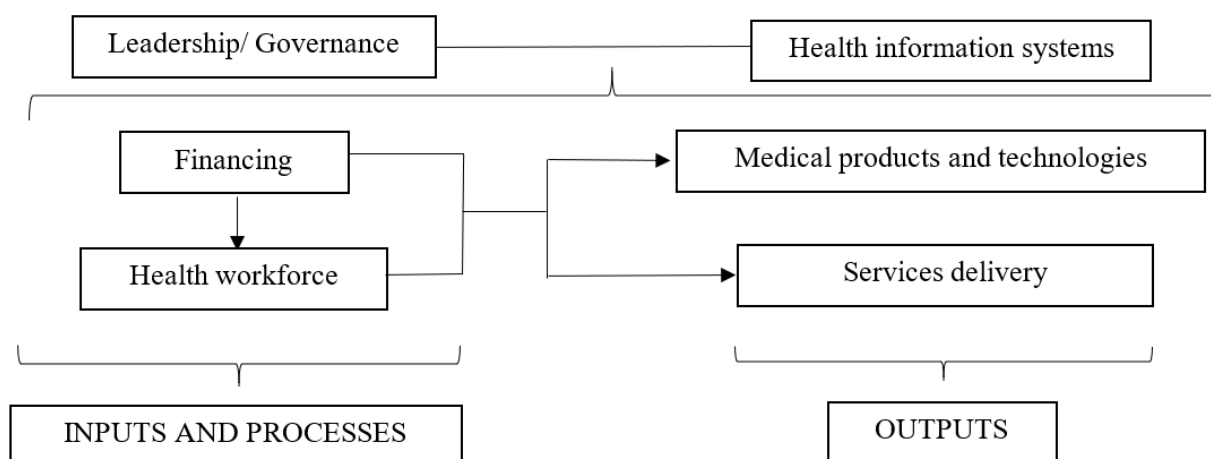 Leadership/ Governance
Health information systems
Financing
Medical products and technologies
Health workforce
Services delivery
INPUTS AND PROCESSES
OUTPUTS